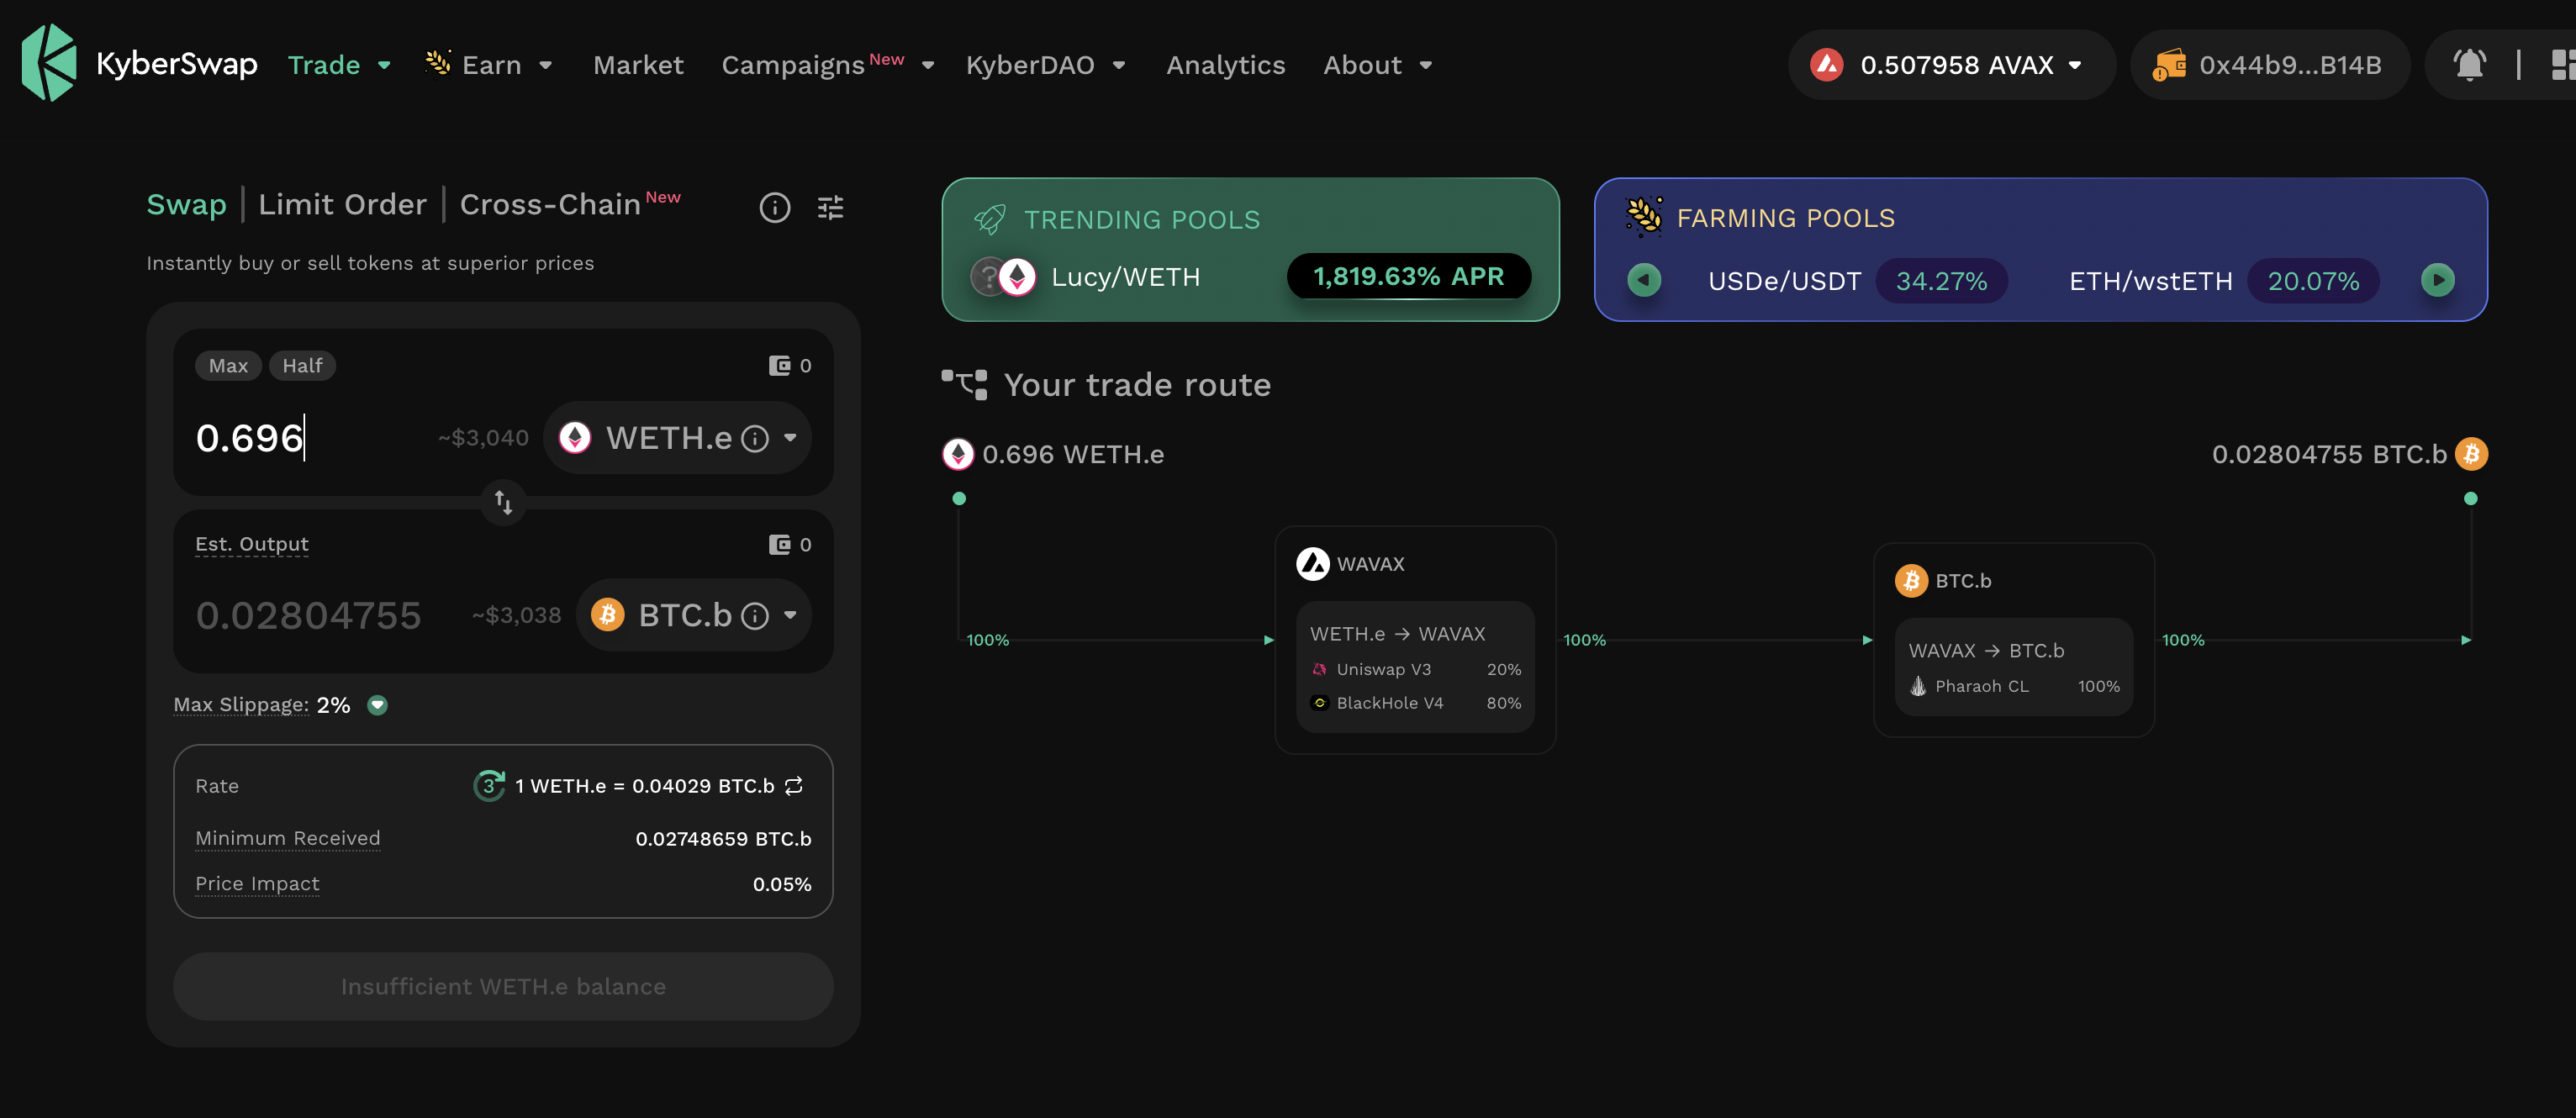 KyberSwap Trade Earn Market Campaigns New KyberDAO Analytics About 0.507958 AVAX 0x44b9...B14B
Swap | Limit Order | Cross-Chain New
Instantly buy or sell tokens at superior prices
Max Half 0
0.696 ~$3,040 WETH.e
Est. Output 0
0.02804755 ~$3,038 BTC.b
Max Slippage: 2%
Rate 3 1 WETH.e = 0.04029 BTC.b
Minimum Received 0.02748659 BTC.b
Price Impact 0.05%
Insufficient WETH.e balance
TRENDING POOLS
Lucy/WETH 1,819.63% APR
FARMING POOLS
USDe/USDT 34.27% ETH/wstETH 20.07%
Your trade route
0.696 WETH.e 0.02804755 BTC.b
100%
WAVAX
WETH.e → WAVAX
Uniswap V3 20%
BlackHole V4 80%
100%
BTC.b
WAVAX → BTC.b
Pharaoh CL 100%
100%